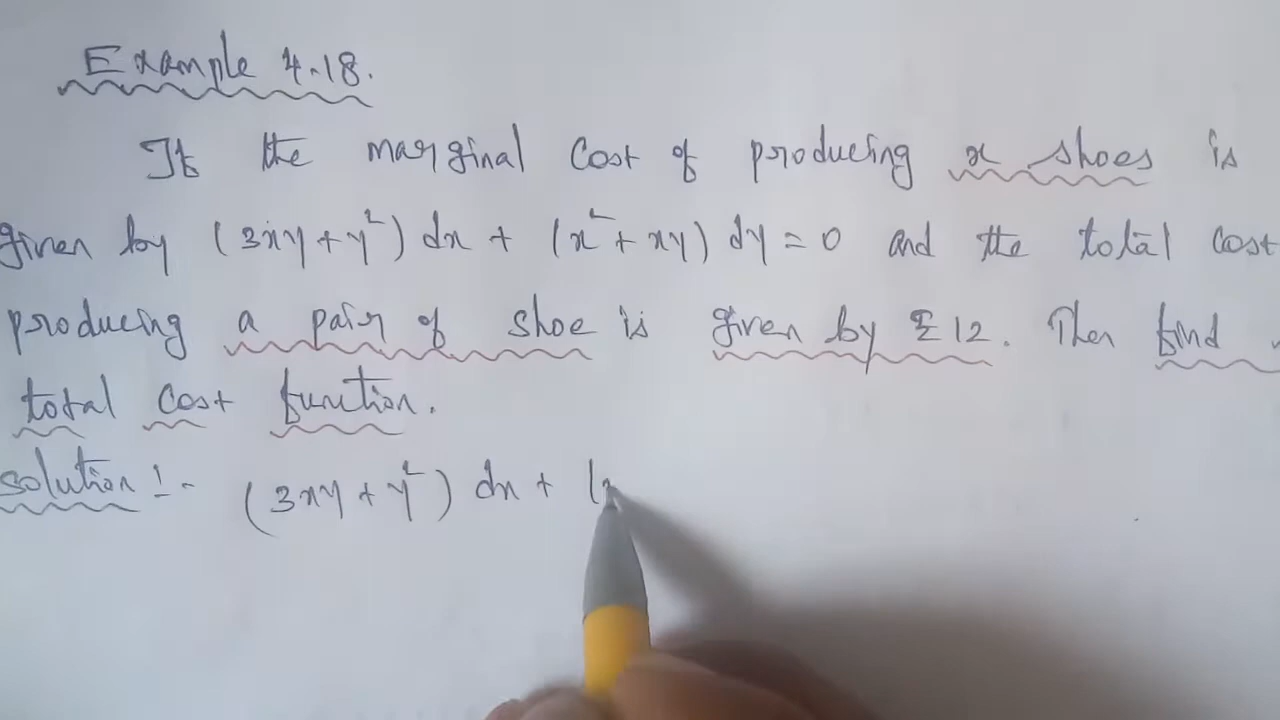 Example 4.18.
If the marginal cost of producing x shoes is
given by (3xy + y²) dx + (x² + xy) dy = 0 and the total cost
producing a pair of shoe is given by ₹12. Then find
total cost function.
solution :- (3xy + y²) dx + (x